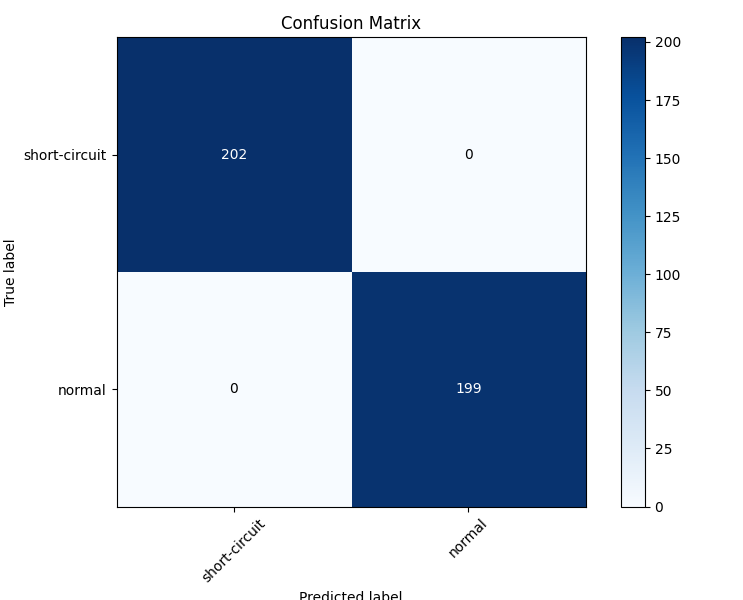 Confusion Matrix
short-circuit
202
0
normal
0
199
True label
short-circuit
normal
Predicted label
200
175
150
125
100
75
50
25
0